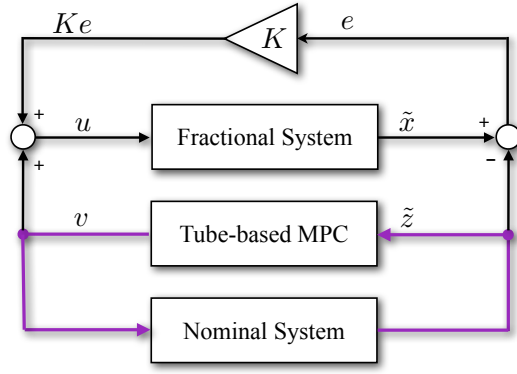 Ke
K
e
+
u
Fractional System
x̃
+
+
−
v
Tube-based MPC
z̃
Nominal System